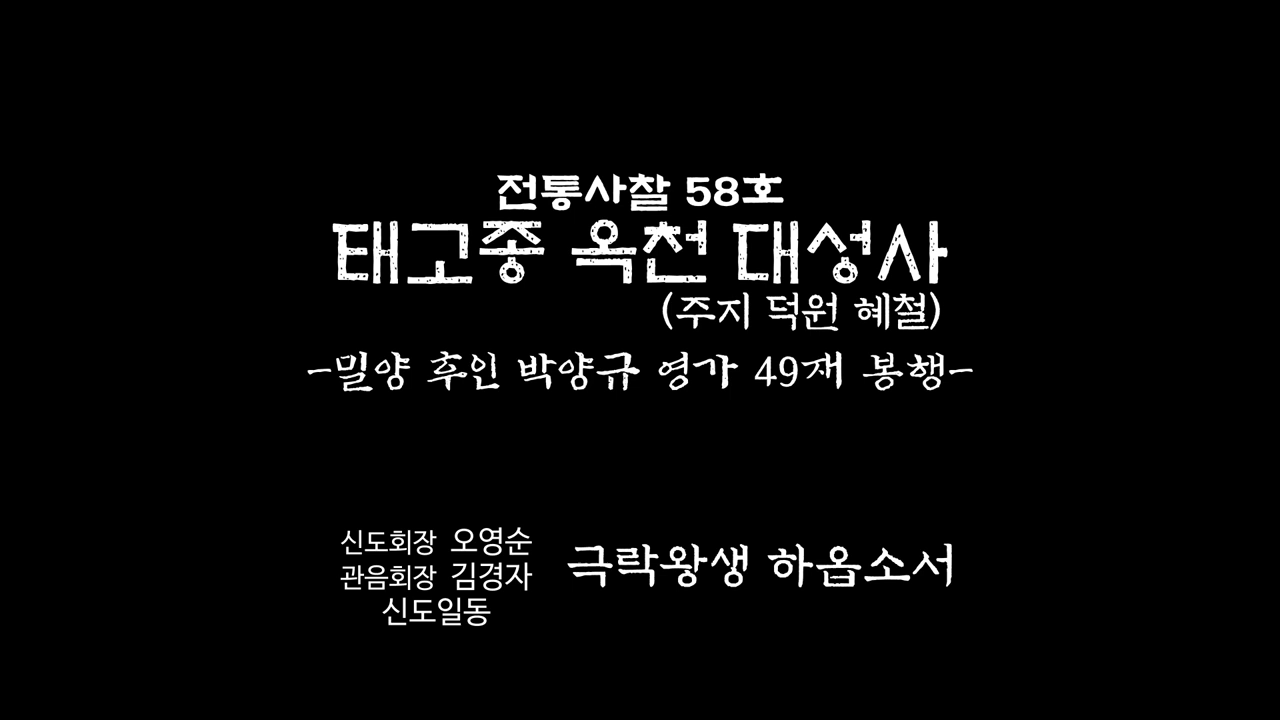 전통사찰 58호
태고종 옥천 대성사
(주지 덕원 혜철)
-밀양 후인 박양규 영가 49재 봉행-
신도회장 오영순
관음회장 김경자
신도일동
극락왕생 하옵소서